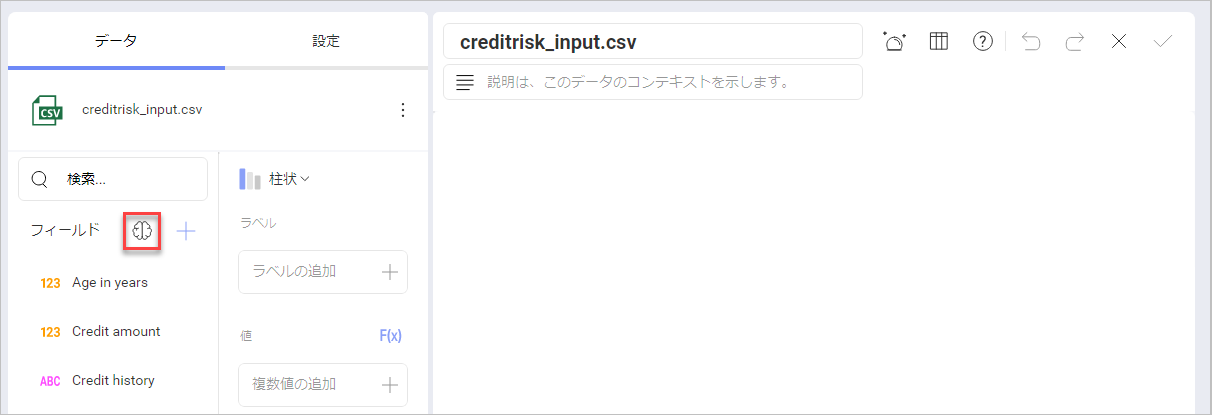 データ
設定
CSV
creditrisk_input.csv
検索...
フィールド
123 Age in years
123 Credit amount
ABC Credit history
柱状
ラベル
ラベルの追加
値
F(x)
複数値の追加
creditrisk_input.csv
説明は、このデータのコンテキストを示します。